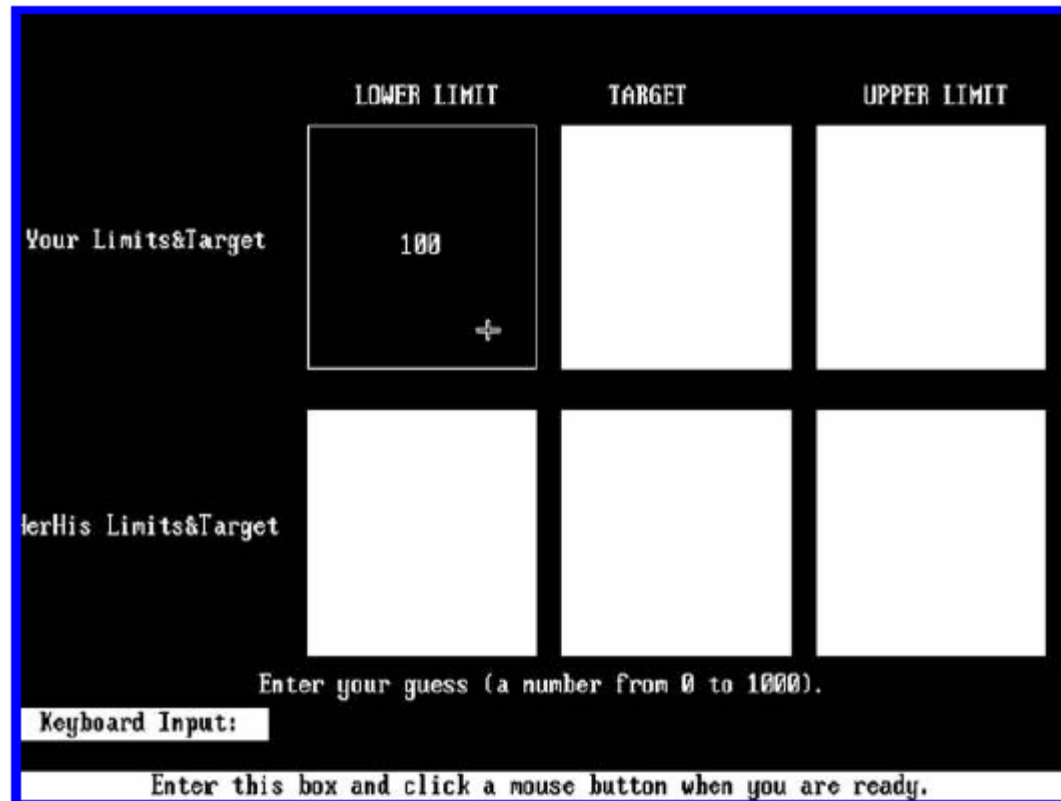 LOWER LIMIT TARGET UPPER LIMIT
Your Limits&Target 100
HerHis Limits&Target
Enter your guess (a number from 0 to 1000).
Keyboard Input:
Enter this box and click a mouse button when you are ready.